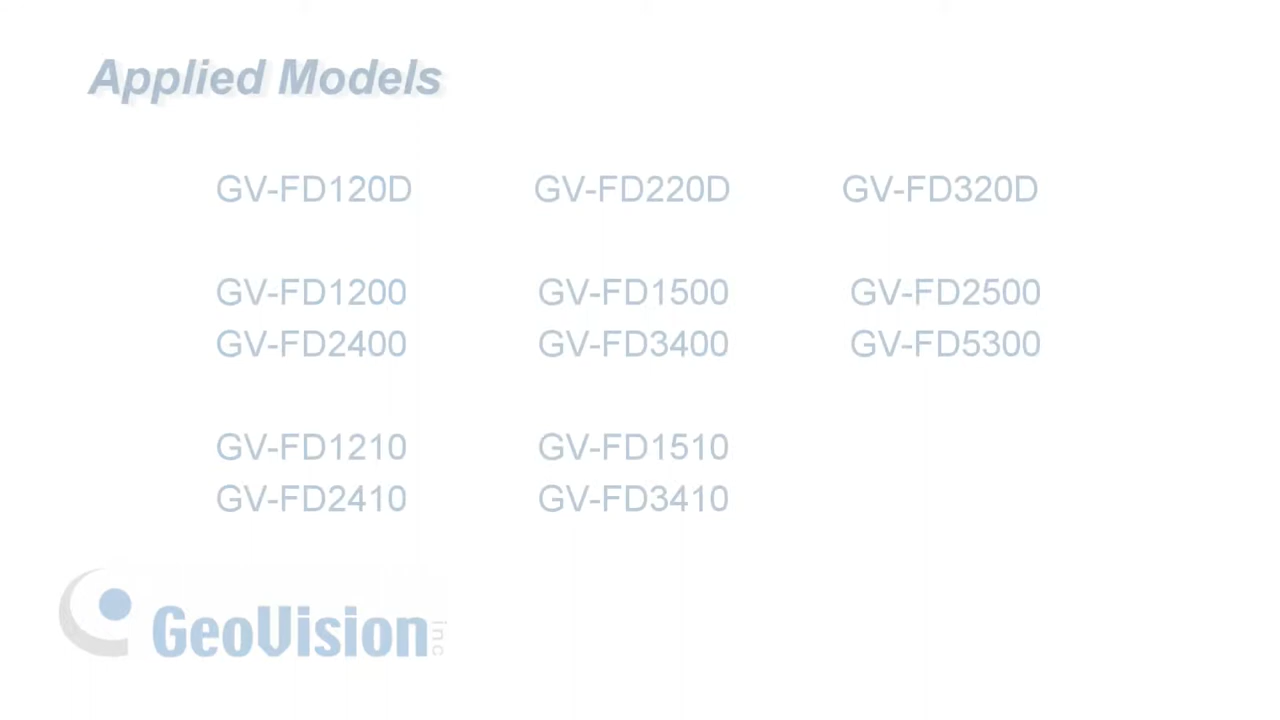 Applied Models
GV-FD120D GV-FD220D GV-FD320D
GV-FD1200 GV-FD1500 GV-FD2500
GV-FD2400 GV-FD3400 GV-FD5300
GV-FD1210 GV-FD1510
GV-FD2410 GV-FD3410
GeoVision inc